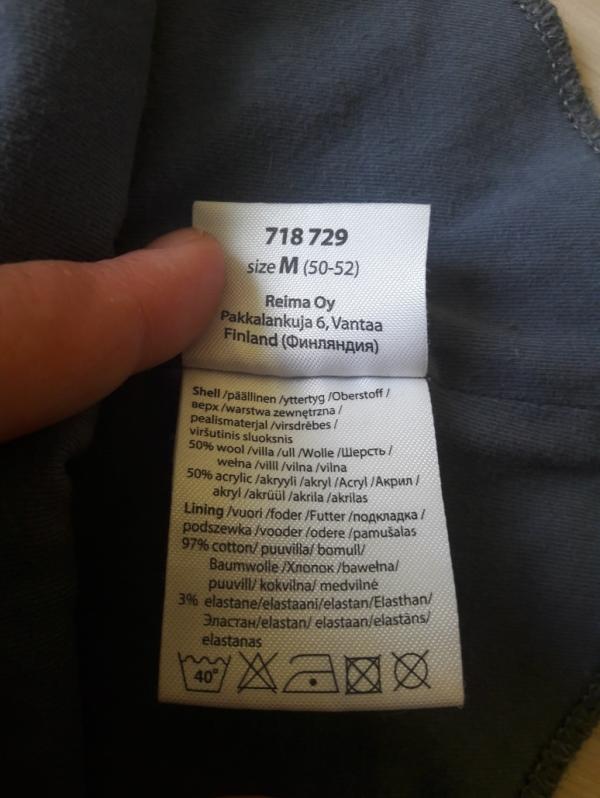 718 729
size M (50-52)
Reima Oy
Pakkalankuja 6, Vantaa
Finland (Финляндия)
Shell /päällinen /yttertyg /Oberstoff /
верх /warstwa zewnętrzna /
pealismaterjal /virsdrēbes /
viršutinis sluoksnis
50% wool /villa /ull /Wolle /Шерсть /
wełna /villl /vilna /vilna
50% acrylic /akryyli /akryl /Acryl /Акрил /
akryl /akrüül /akrila /akrilas
Lining /vuori /foder /Futter /подкладка /
podszewka /vooder /odere /pamušalas
97% cotton/ puuvilla/ bomull/
Baumwolle /Хлопок /bawełna/
puuvill/ kokvilna/ medvilnė
3% elastane/elastaani/elastan/Elasthan/
Эластан/elastan/ elastaan/elastāns/
elastanas
40°